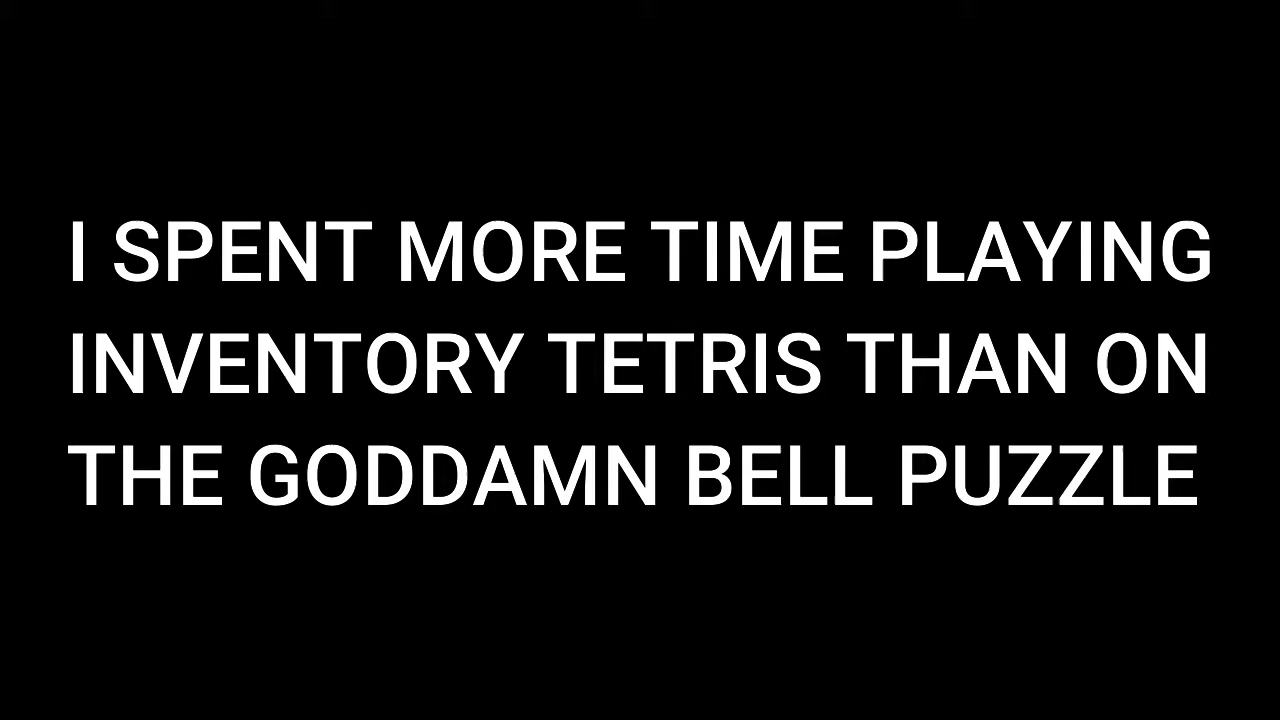 I SPENT MORE TIME PLAYING
INVENTORY TETRIS THAN ON
THE GODDAMN BELL PUZZLE